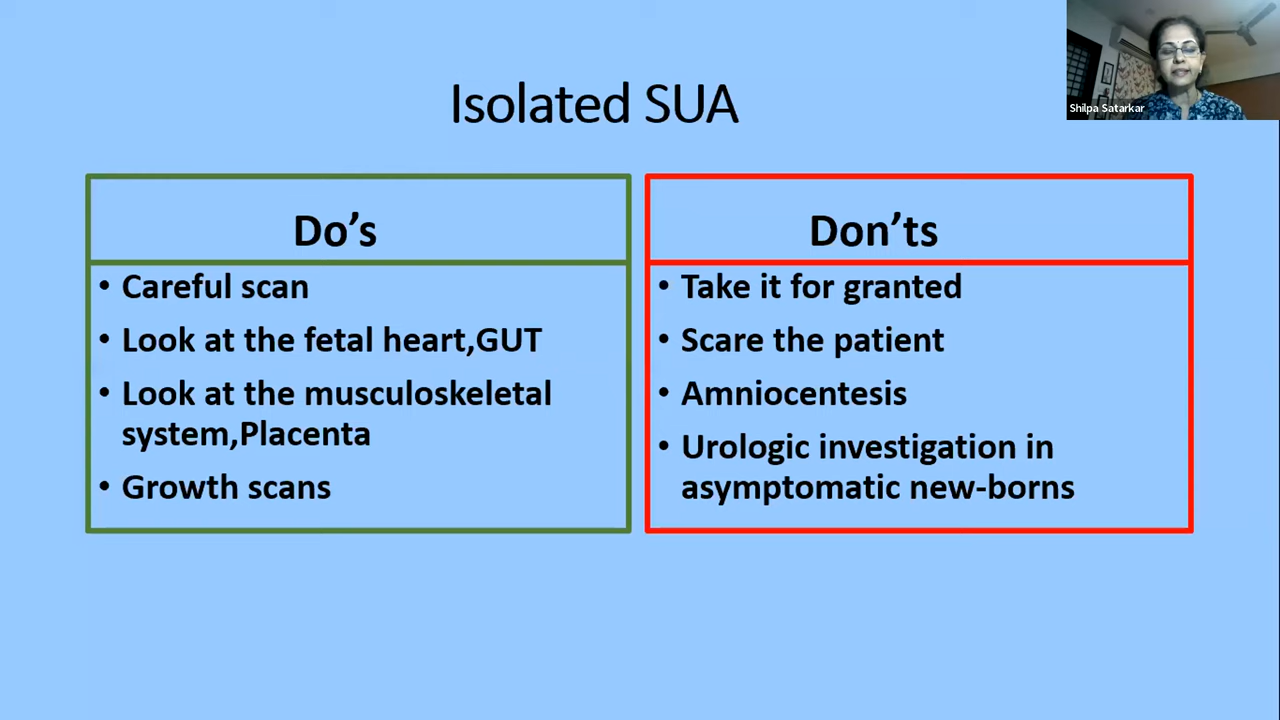 Isolated SUA
Shilpa Satarkar
Do’s
• Careful scan
• Look at the fetal heart,GUT
• Look at the musculoskeletal
system,Placenta
• Growth scans
Don’ts
• Take it for granted
• Scare the patient
• Amniocentesis
• Urologic investigation in
asymptomatic new-borns